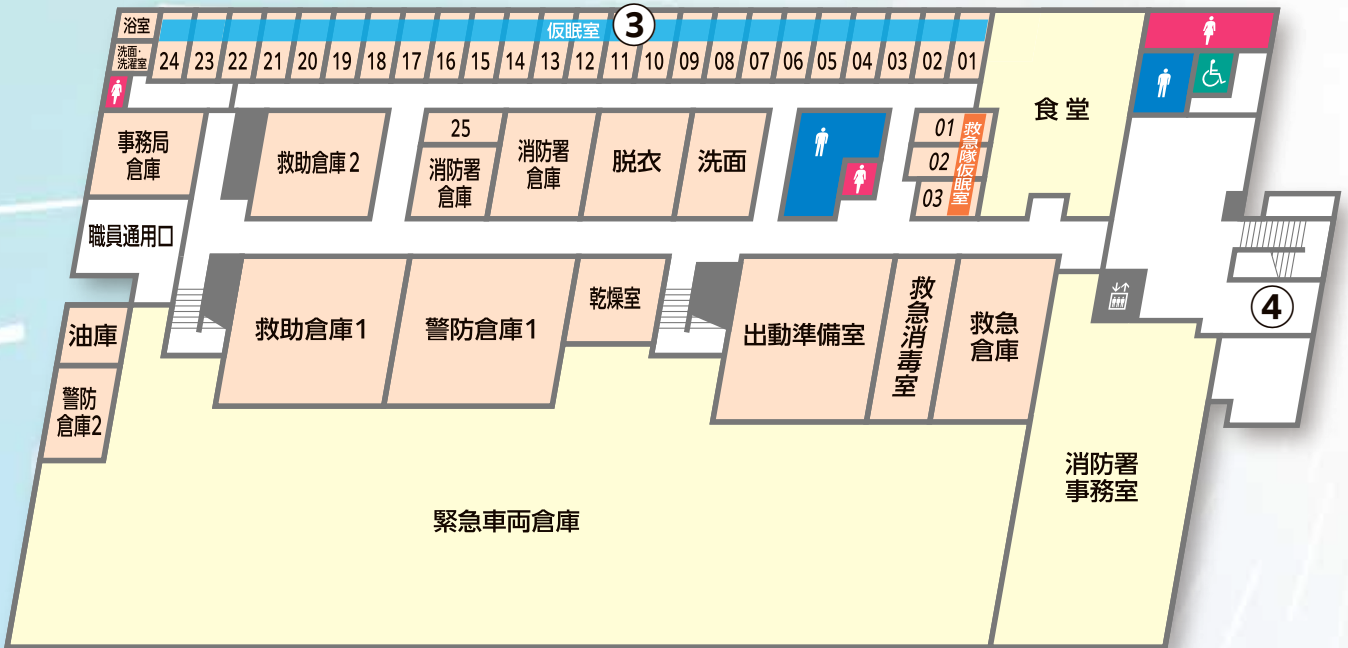 浴室
仮眠室
③
洗面・
洗濯室
24 23 22 21 20 19 18 17 16 15 14 13 12 11 10 09 08 07 06 05 04 03 02 01
食堂
事務局
倉庫
救助倉庫2
25
消防署
倉庫
消防署
倉庫
脱衣
洗面
01
02
03
救急隊仮眠室
職員通用口
④
油庫
警防
倉庫2
救助倉庫1
警防倉庫1
乾燥室
出動準備室
救急消毒室
救急
倉庫
消防署
事務室
緊急車両倉庫